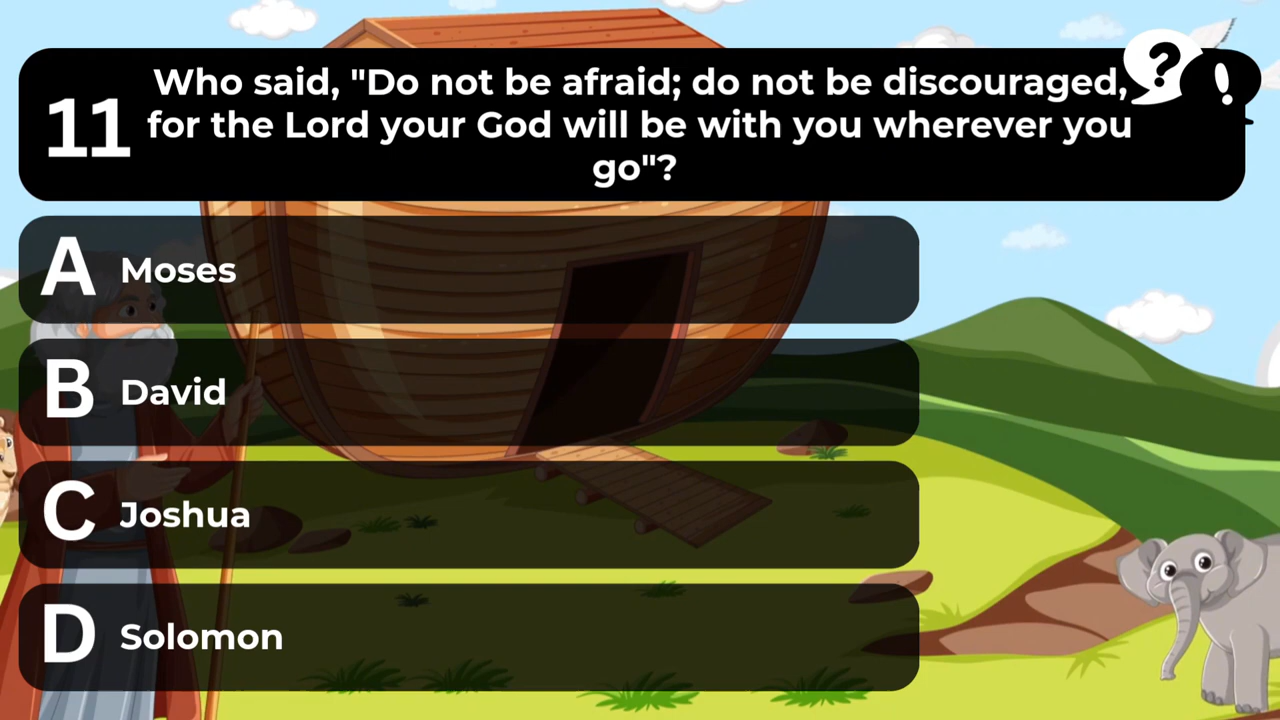 11
Who said, "Do not be afraid; do not be discouraged,
for the Lord your God will be with you wherever you
go"?
? !
A Moses
B David
C Joshua
D Solomon